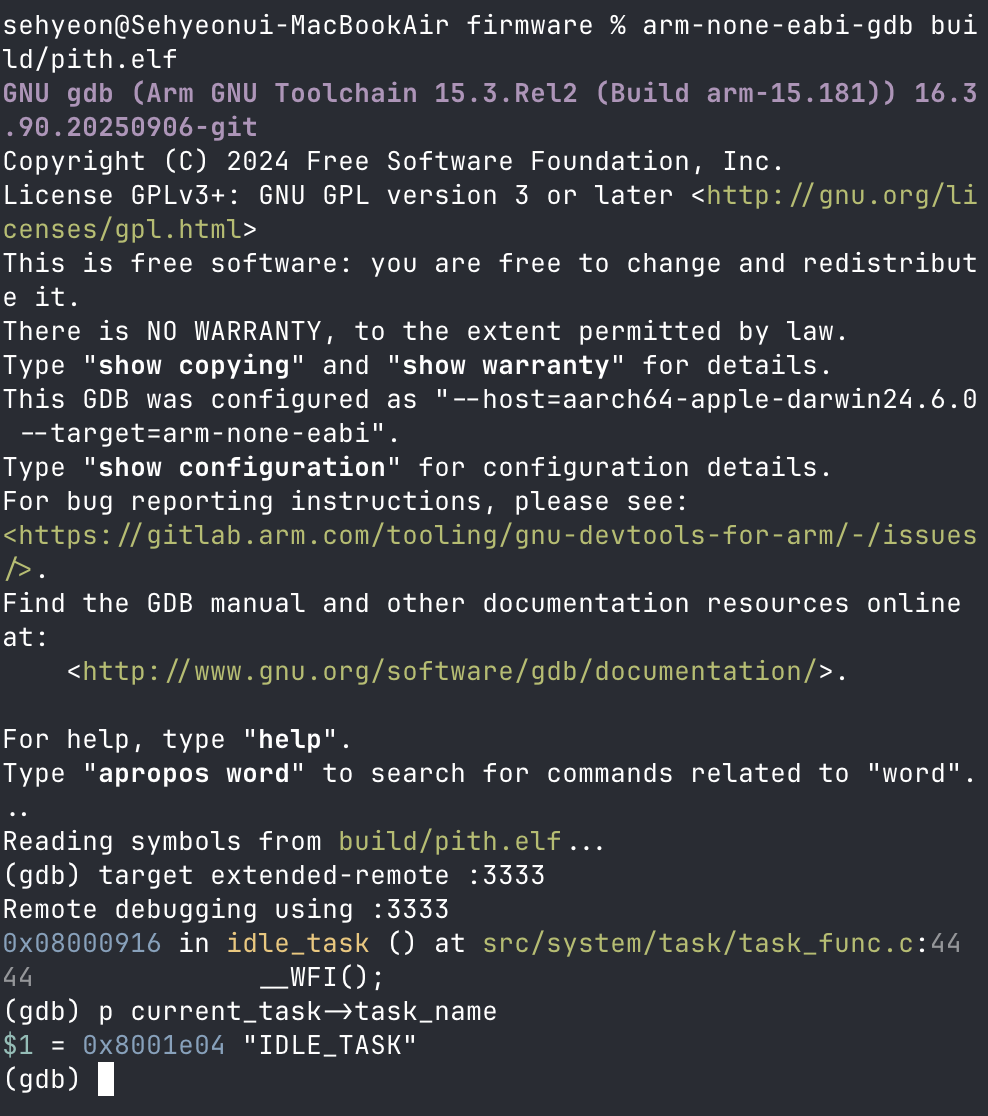 sehyeon@Sehyeonui-MacBookAir firmware % arm-none-eabi-gdb bui
ld/pith.elf
GNU gdb (Arm GNU Toolchain 15.3.Rel2 (Build arm-15.181)) 16.3
.90.20250906-git
Copyright (C) 2024 Free Software Foundation, Inc.
License GPLv3+: GNU GPL version 3 or later <http://gnu.org/li
censes/gpl.html>
This is free software: you are free to change and redistribut
e it.
There is NO WARRANTY, to the extent permitted by law.
Type "show copying" and "show warranty" for details.
This GDB was configured as "--host=aarch64-apple-darwin24.6.0
 --target=arm-none-eabi".
Type "show configuration" for configuration details.
For bug reporting instructions, please see:
<https://gitlab.arm.com/tooling/gnu-devtools-for-arm/-/issues
/>.
Find the GDB manual and other documentation resources online
at:
    <http://www.gnu.org/software/gdb/documentation/>.

For help, type "help".
Type "apropos word" to search for commands related to "word".
..
Reading symbols from build/pith.elf...
(gdb) target extended-remote :3333
Remote debugging using :3333
0x08000916 in idle_task () at src/system/task/task_func.c:44
44              __WFI();
(gdb) p current_task->task_name
$1 = 0x8001e04 "IDLE_TASK"
(gdb)